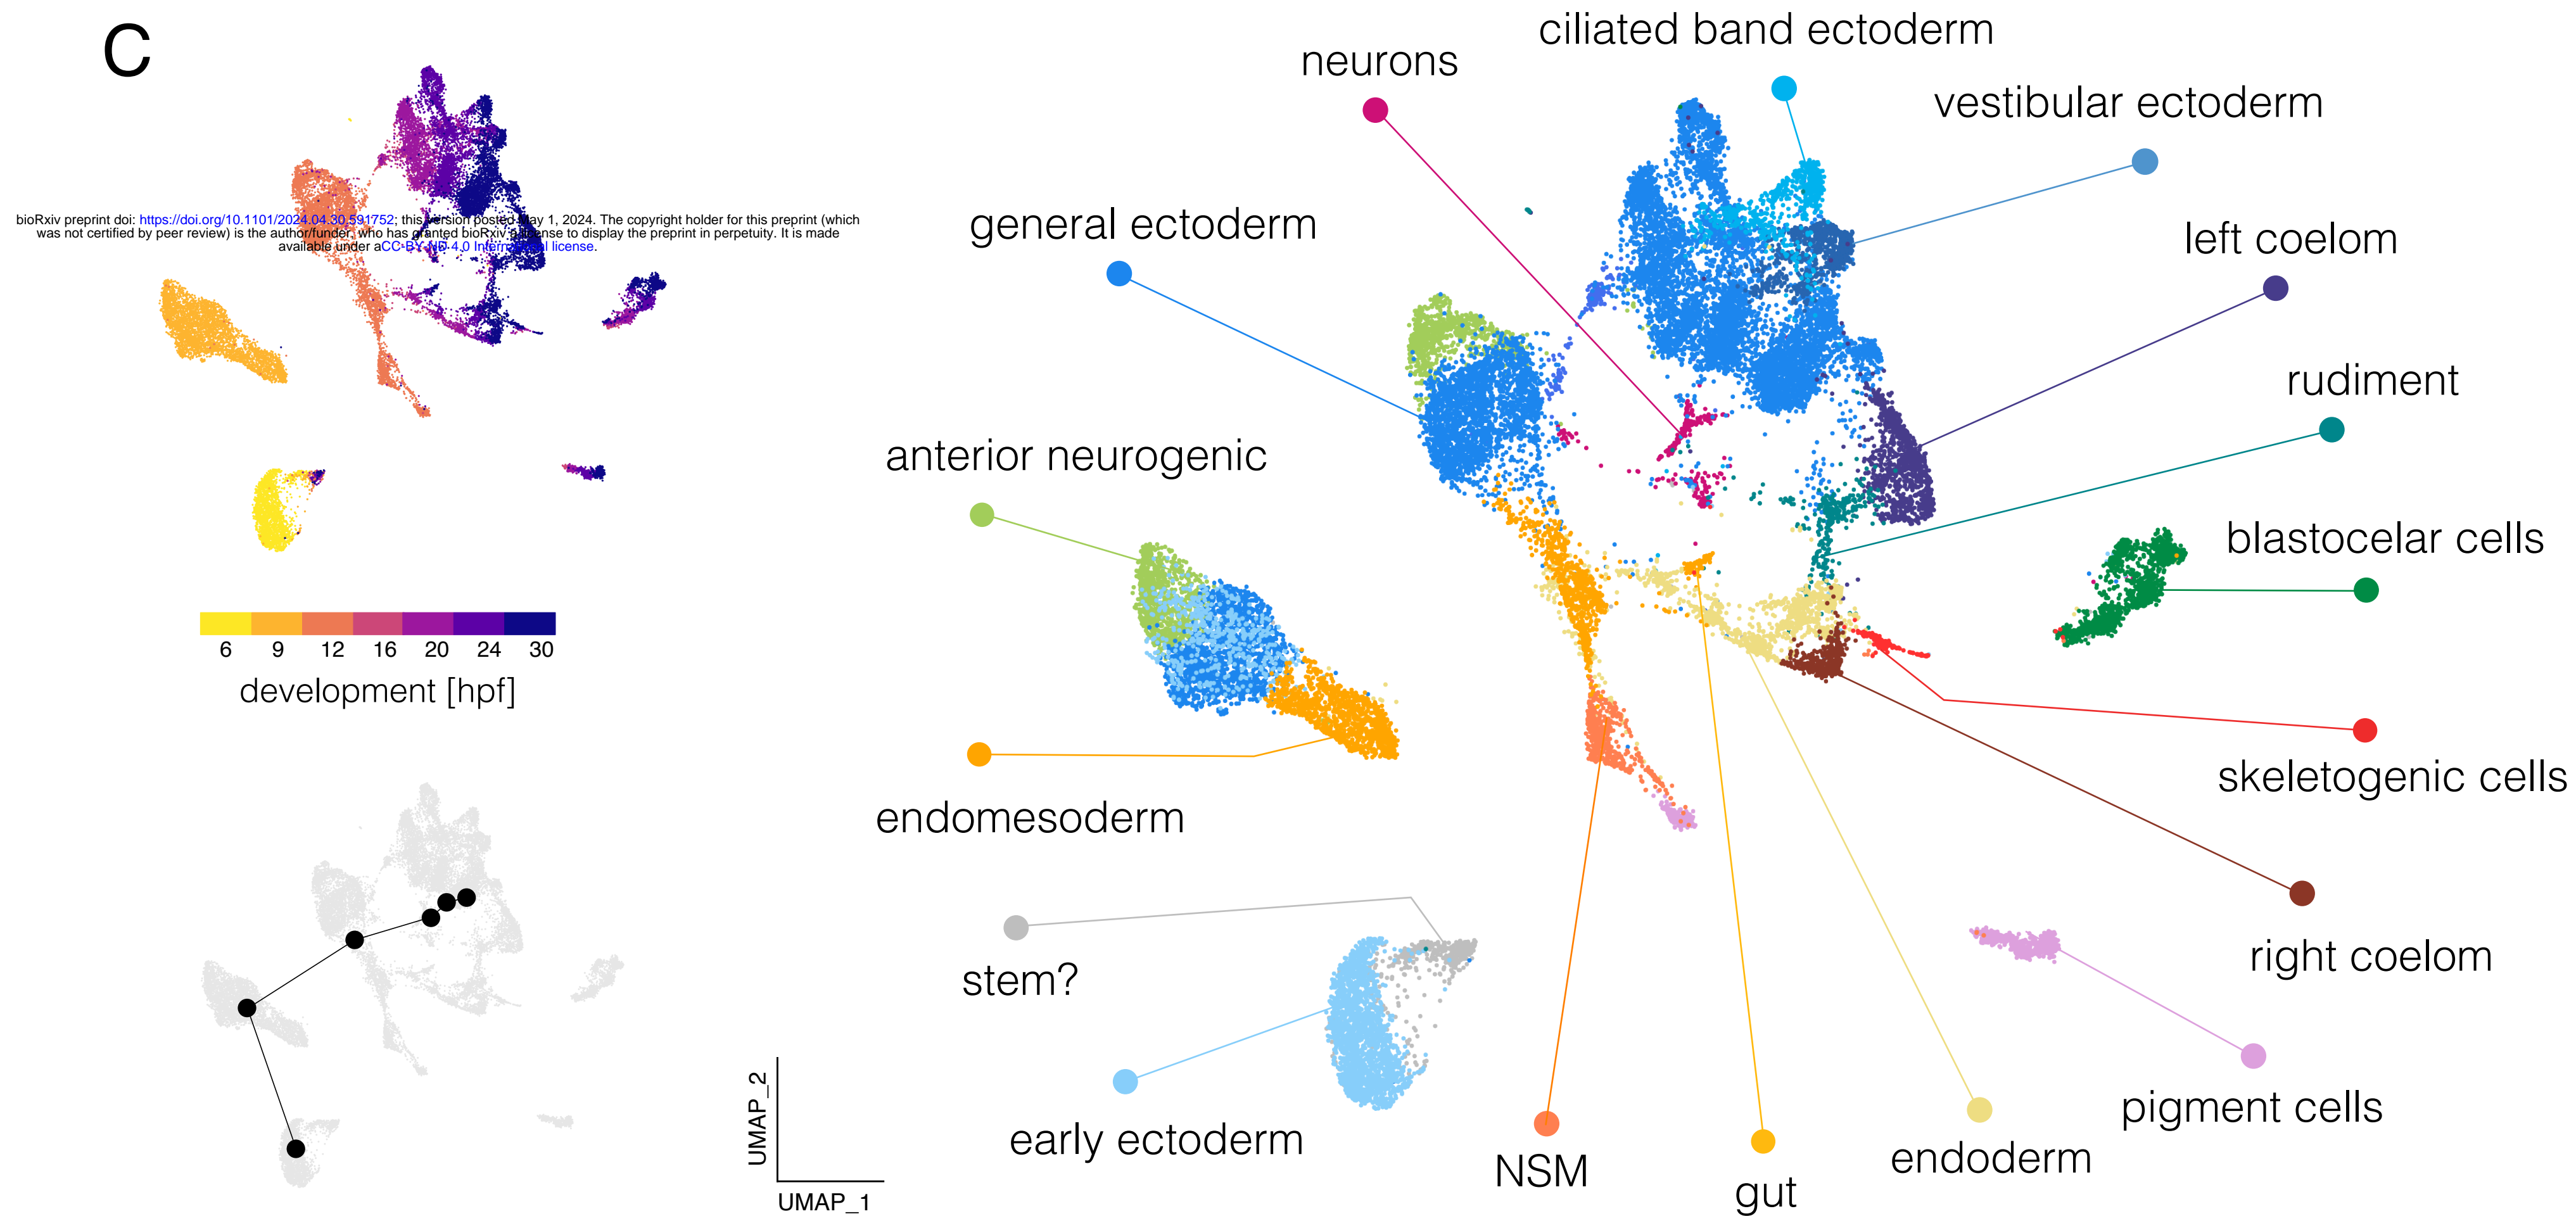 C
bioRxiv preprint doi: https://doi.org/10.1101/2024.04.30.591752; this version posted May 1, 2024. The copyright holder for this preprint (which
was not certified by peer review) is the author/funder, who has granted bioRxiv a license to display the preprint in perpetuity. It is made
available under aCC-BY-ND 4.0 International license.
6 9 12 16 20 24 30
development [hpf]
UMAP_2
UMAP_1
neurons
ciliated band ectoderm
vestibular ectoderm
general ectoderm
left coelom
rudiment
anterior neurogenic
blastocelar cells
endomesoderm
skeletogenic cells
stem?
right coelom
early ectoderm
NSM
gut
endoderm
pigment cells